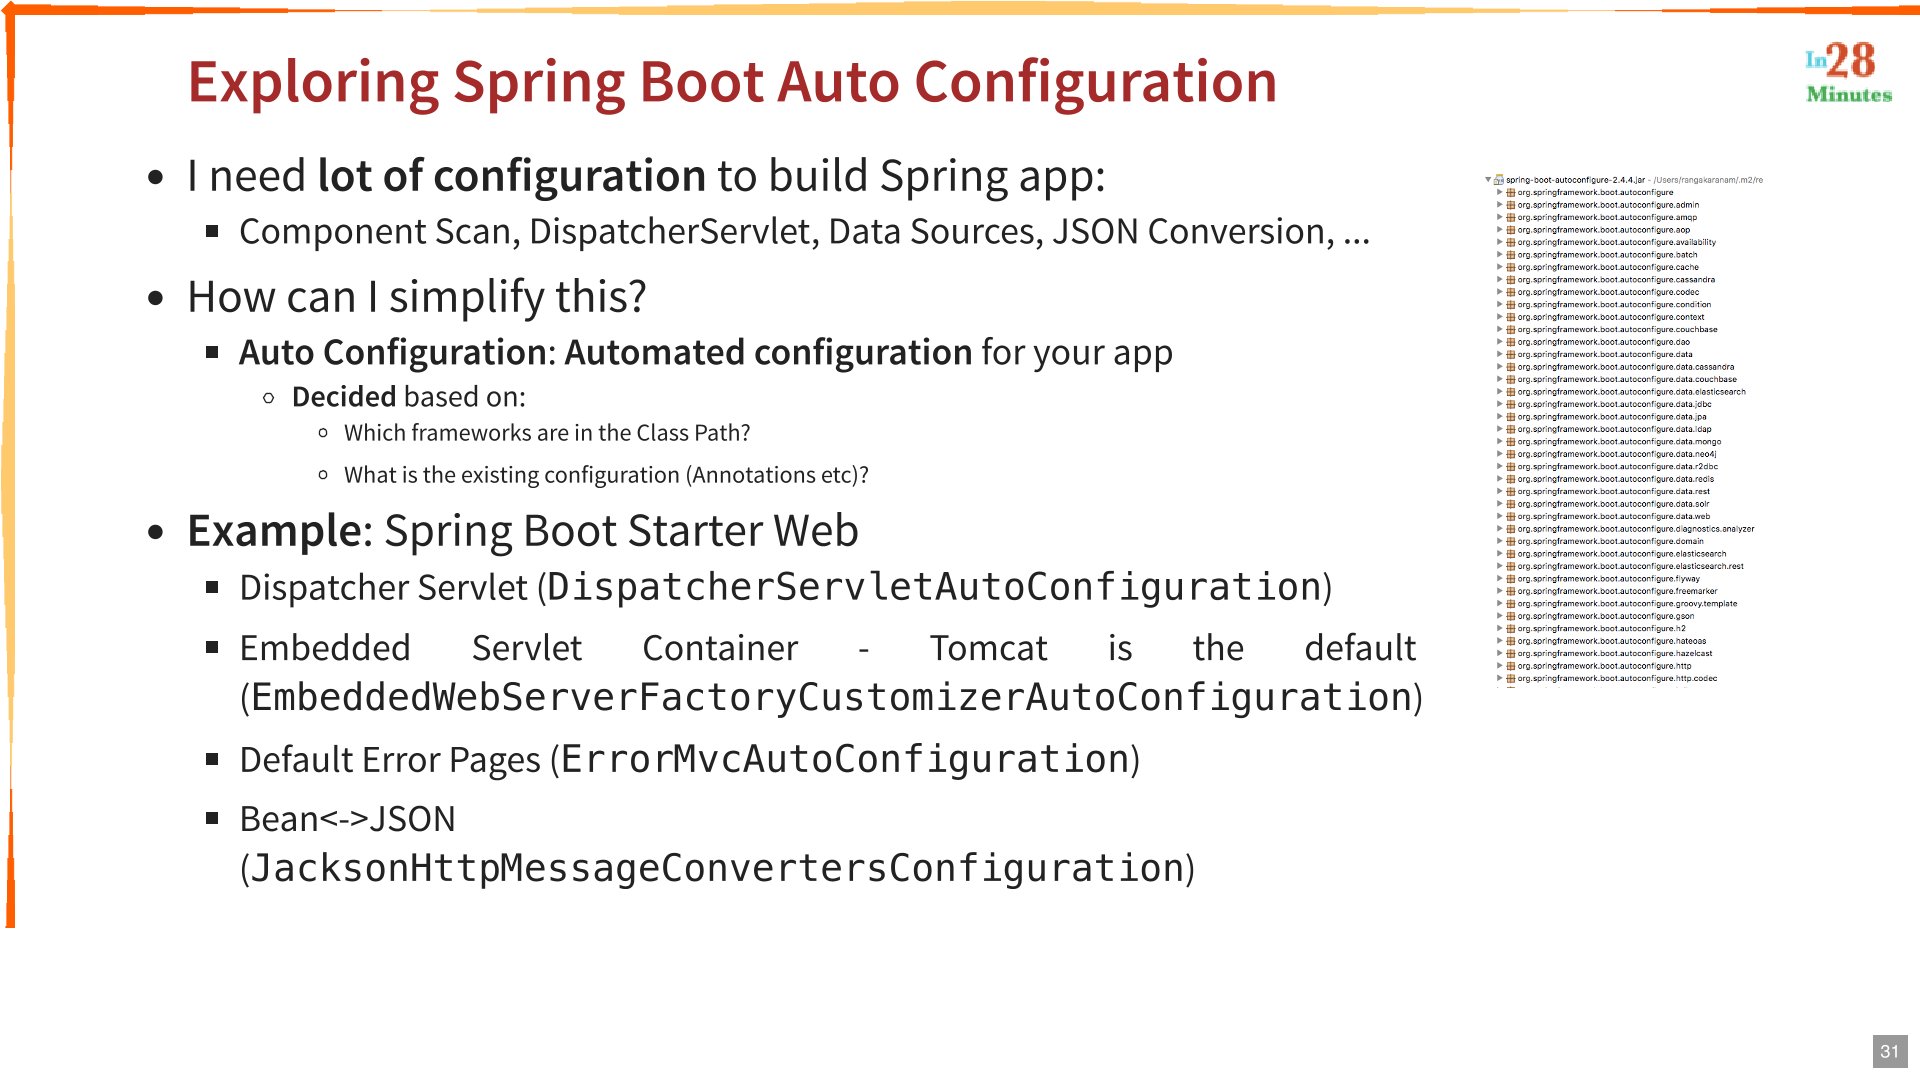 Exploring Spring Boot Auto Configuration
In28
Minutes
• I need lot of configuration to build Spring app:
▪ Component Scan, DispatcherServlet, Data Sources, JSON Conversion, ...
• How can I simplify this?
▪ Auto Configuration: Automated configuration for your app
○ Decided based on:
○ Which frameworks are in the Class Path?
○ What is the existing configuration (Annotations etc)?
• Example: Spring Boot Starter Web
▪ Dispatcher Servlet (DispatcherServletAutoConfiguration)
▪ Embedded Servlet Container - Tomcat is the default
(EmbeddedWebServerFactoryCustomizerAutoConfiguration)
▪ Default Error Pages (ErrorMvcAutoConfiguration)
▪ Bean<->JSON
(JacksonHttpMessageConvertersConfiguration)
spring-boot-autoconfigure-2.4.4.jar - /Users/rangakaranam/.m2/re
org.springframework.boot.autoconfigure
org.springframework.boot.autoconfigure.admin
org.springframework.boot.autoconfigure.amqp
org.springframework.boot.autoconfigure.aop
org.springframework.boot.autoconfigure.availability
org.springframework.boot.autoconfigure.batch
org.springframework.boot.autoconfigure.cache
org.springframework.boot.autoconfigure.cassandra
org.springframework.boot.autoconfigure.codec
org.springframework.boot.autoconfigure.condition
org.springframework.boot.autoconfigure.context
org.springframework.boot.autoconfigure.couchbase
org.springframework.boot.autoconfigure.dao
org.springframework.boot.autoconfigure.data
org.springframework.boot.autoconfigure.data.cassandra
org.springframework.boot.autoconfigure.data.couchbase
org.springframework.boot.autoconfigure.data.elasticsearch
org.springframework.boot.autoconfigure.data.jdbc
org.springframework.boot.autoconfigure.data.jpa
org.springframework.boot.autoconfigure.data.ldap
org.springframework.boot.autoconfigure.data.mongo
org.springframework.boot.autoconfigure.data.neo4j
org.springframework.boot.autoconfigure.data.r2dbc
org.springframework.boot.autoconfigure.data.redis
org.springframework.boot.autoconfigure.data.rest
org.springframework.boot.autoconfigure.data.solr
org.springframework.boot.autoconfigure.data.web
org.springframework.boot.autoconfigure.diagnostics.analyzer
org.springframework.boot.autoconfigure.domain
org.springframework.boot.autoconfigure.elasticsearch
org.springframework.boot.autoconfigure.elasticsearch.rest
org.springframework.boot.autoconfigure.flyway
org.springframework.boot.autoconfigure.freemarker
org.springframework.boot.autoconfigure.groovy.template
org.springframework.boot.autoconfigure.gson
org.springframework.boot.autoconfigure.h2
org.springframework.boot.autoconfigure.hateoas
org.springframework.boot.autoconfigure.hazelcast
org.springframework.boot.autoconfigure.http
org.springframework.boot.autoconfigure.http.codec
31